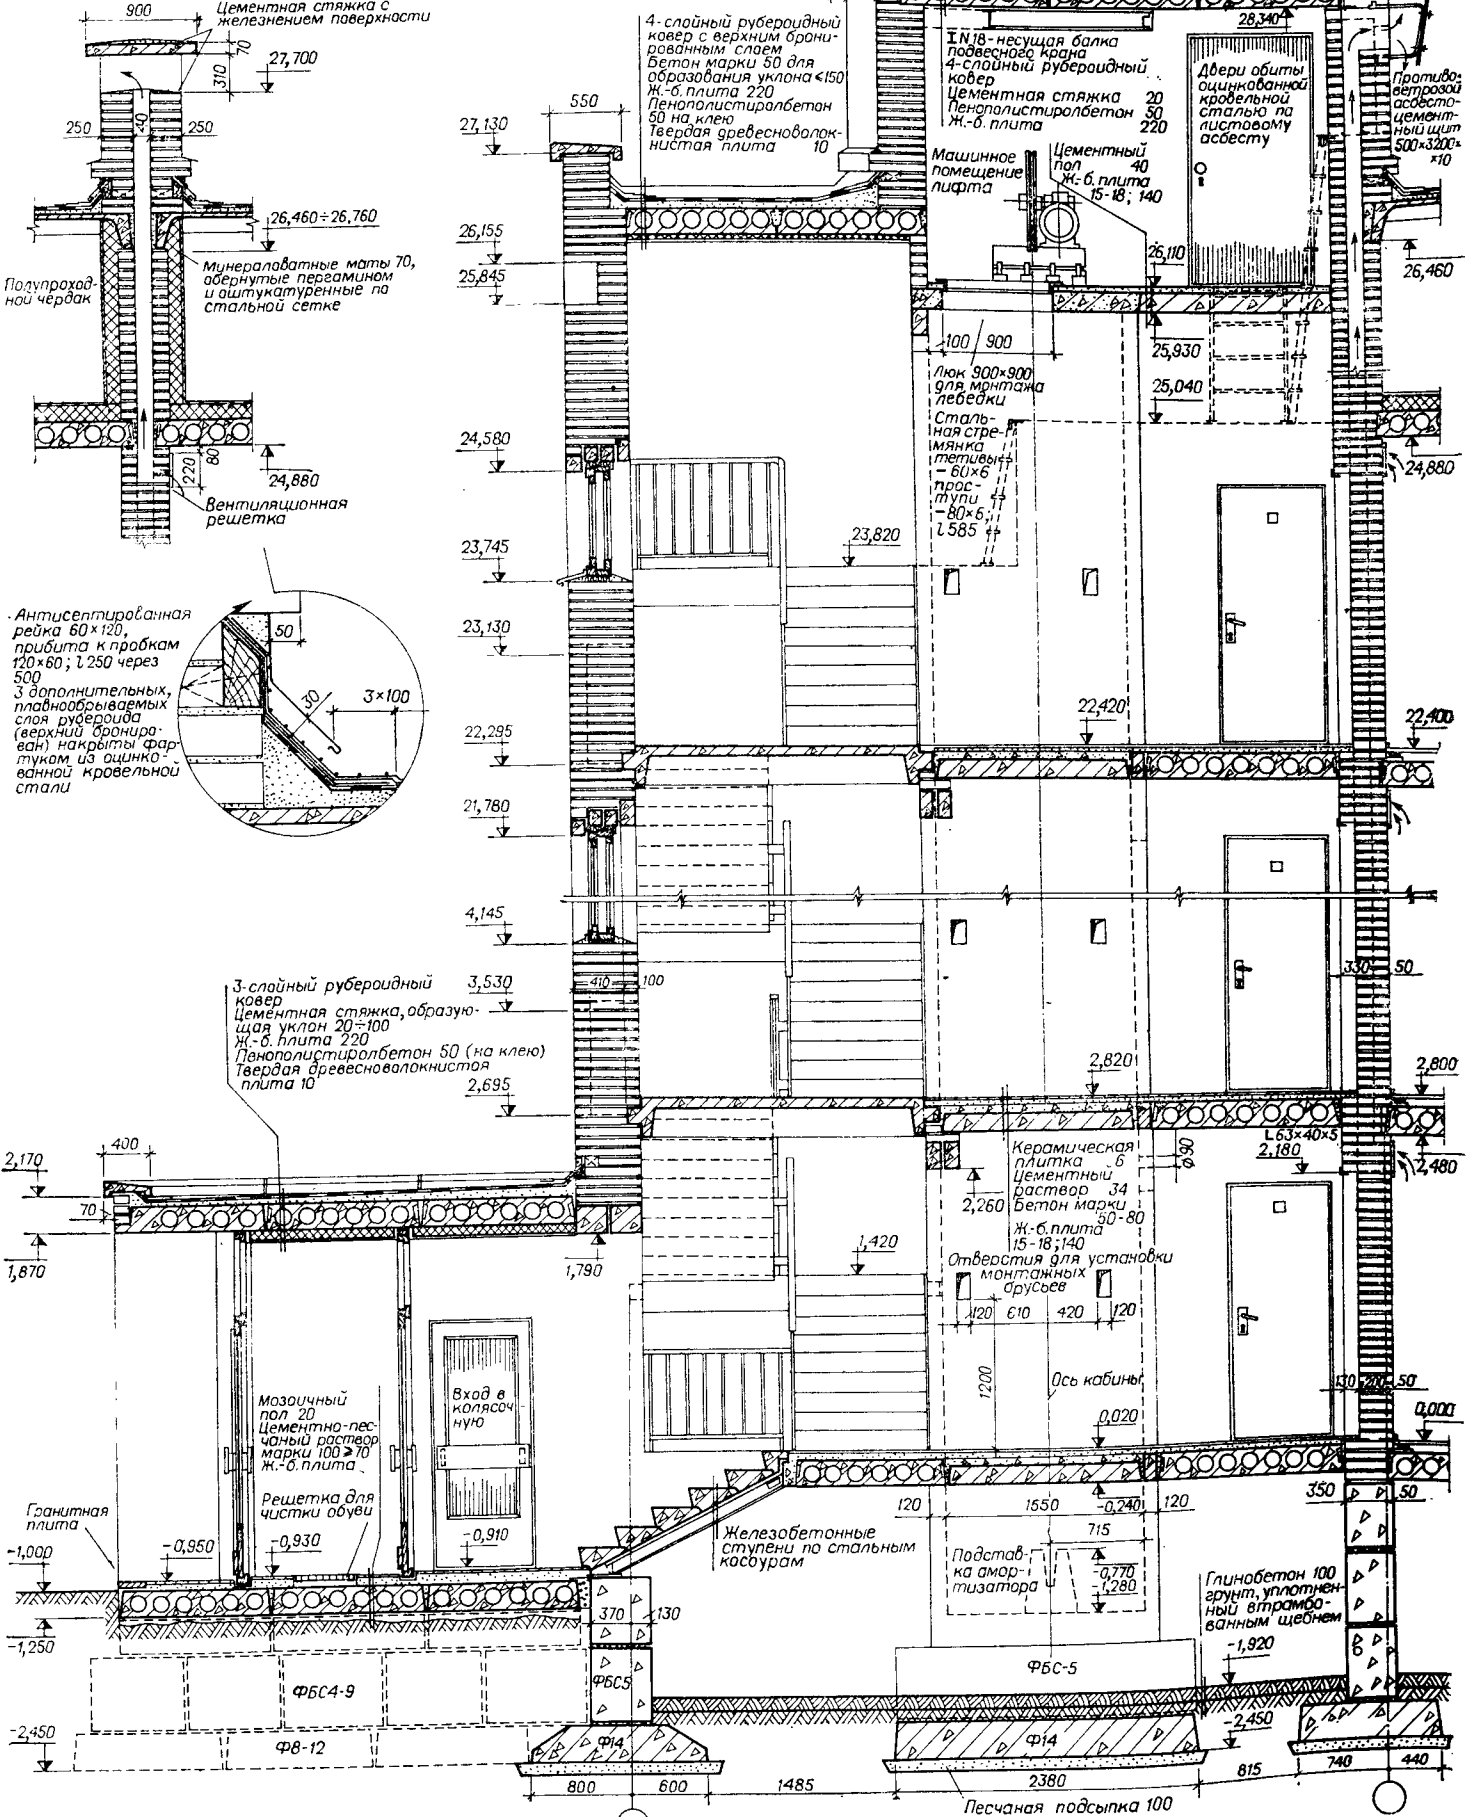 900
Цементная стяжка с
железнением поверхности
70
310
27,700
250
40
250
26,460÷26,760
Минераловатные маты 70,
обернутые пергамином
и оштукатуренные по
стальной сетке
Полупроход-
ной чердак
220
80
24,880
Вентиляционная
решетка
Антисептированная
рейка 60×120,
прибита к пробкам
120×60; l 250 через
500
3 дополнительных,
плавнообрываемых
слоя рубероида
(верхний брониро-
ван) накрыты фар-
туком из оцинко-
ванной кровельной
стали
50
30
3×100
4-слойный рубероидный
ковер с верхним брони-
рованным слоем
Бетон марки 50 для
образования уклона <150
Ж.-б. плита 220
Пенополистиролбетон
50 на клею
Твердая древесноволок-
нистая плита 10
550
27,130
26,155
25,845
24,580
23,745
23,130
22,295
21,780
4,145
3,530
2,695
410
100
28,340
I N18-несущая балка
подвесного крана
4-слойный рубероидный
ковер
Цементная стяжка 20
Пенополистиролбетон 50
Ж.-б. плита 220
Двери обиты
оцинкованной
кровельной
сталью по
листовому
асбесту
Противо-
ветровой
асбесто-
цемент-
ный щит
500×3200×
×10
Машинное
помещение
лифта
Цементный
пол 40
Ж.-б. плита
15-18; 140
26,110
26,460
100 900
25,930
25,040
Люк 900×900
для монтажа
лебедки
Сталь-
ная стре-
мянка
тетивы
-60×6
прос-
тупи
-80×6;
l 585
24,880
23,820
22,420
22,400
330 50
2,820
2,800
3-слойный рубероидный
ковер
Цементная стяжка, образую-
щая уклон 20÷100
Ж.-б. плита 220
Пенополистиролбетон 50 (на клею)
Твердая древесноволокнистоя
плита 10
400
2,170
70
1,870
1,790
L63×40×5
2,180
2,480
ϕ90
Керамическая
плитка 6
Цементный
раствор 34
Бетон марки
50-80
Ж.-б. плита
15-18; 140
2,260
Отверстия для установки
монтажных
брусьев
1,420
120 610 420 120
1200
Ось кабины
130 200 50
0,020
0,000
Вход в
колясоч-
ную
Мозаичный
пол 20
Цементно-пес-
чаный раствор
марки 100 ≥70
Ж.-б. плита
Решетка для
чистки обуви
Гранитная
плита
-1,000
-0,950
-0,930
-0,910
-1,250
Железобетонные
ступени по стальным
косоурам
120 1550 -0,240 120
350 50
715
Подстав-
ка амор-
тизатора
-0,770
-1,280
Глинобетон 100
грунт, уплотнен-
ный втрамбо-
ванным щебнем
-1,920
370 130
ФБС4-9
ФБС5
ФБС-5
-2,450
Ф8-12
Ф14
Ф14
-2,450
800 600 1485 2380 815 740 440
Песчаная подсыпка 100